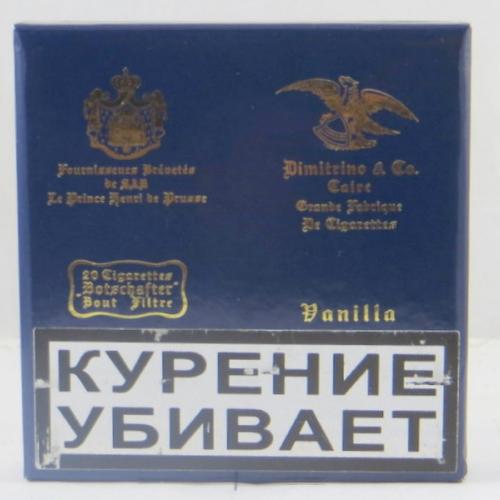 Fournisseurs Brévetés
de S.A.R
Le Prince Henri de Prusse
Dimitrino & Co.
Caire
Grande Fabrique
De Cigarettes
20 Cigarettes
"Botschafter"
Bout Filtre
Vanilla
КУРЕНИЕ
УБИВАЕТ